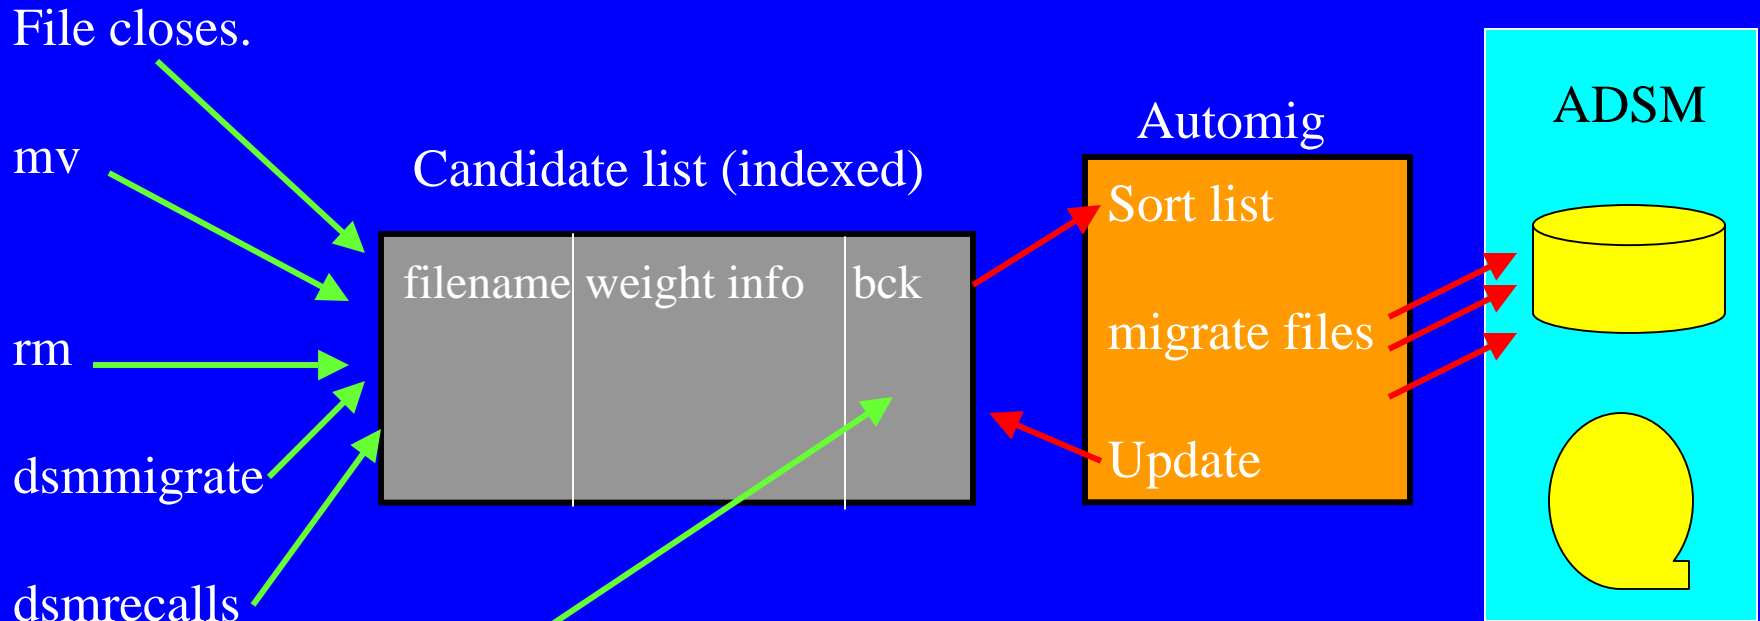 File closes.
mv
rm
dsmmigrate
dsmrecalls
Candidate list (indexed)
filename weight info bck
Automig
Sort list
migrate files
Update
ADSM